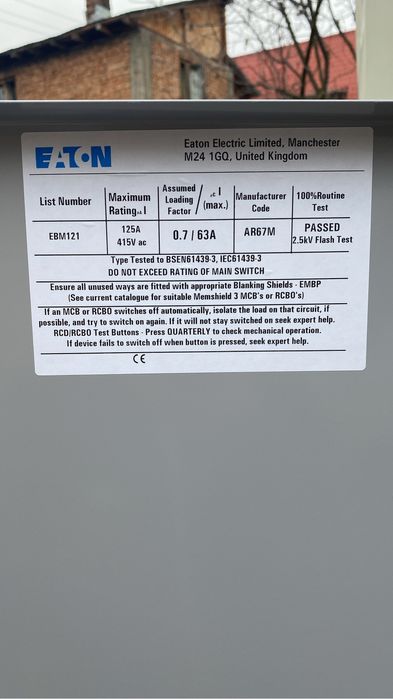 EATON
Eaton Electric Limited, Manchester
M24 1GQ, United Kingdom
List Number
Maximum
Rating nA I
Assumed
Loading
Factor / nc I (max.)
Manufacturer
Code
100%Routine
Test
EBM121
125A
415V ac
0.7 / 63A
AR67M
PASSED
2.5kV Flash Test
Type Tested to BSEN61439-3, IEC61439-3
DO NOT EXCEED RATING OF MAIN SWITCH
Ensure all unused ways are fitted with appropriate Blanking Shields - EMBP
(See current catalogue for suitable Memshield 3 MCB's or RCBO's)
If an MCB or RCBO switches off automatically, isolate the load on that circuit, if
possible, and try to switch on again. If it will not stay switched on seek expert help.
RCD/RCBO Test Buttons - Press QUARTERLY to check mechanical operation.
If device fails to switch off when button is pressed, seek expert help.
CE